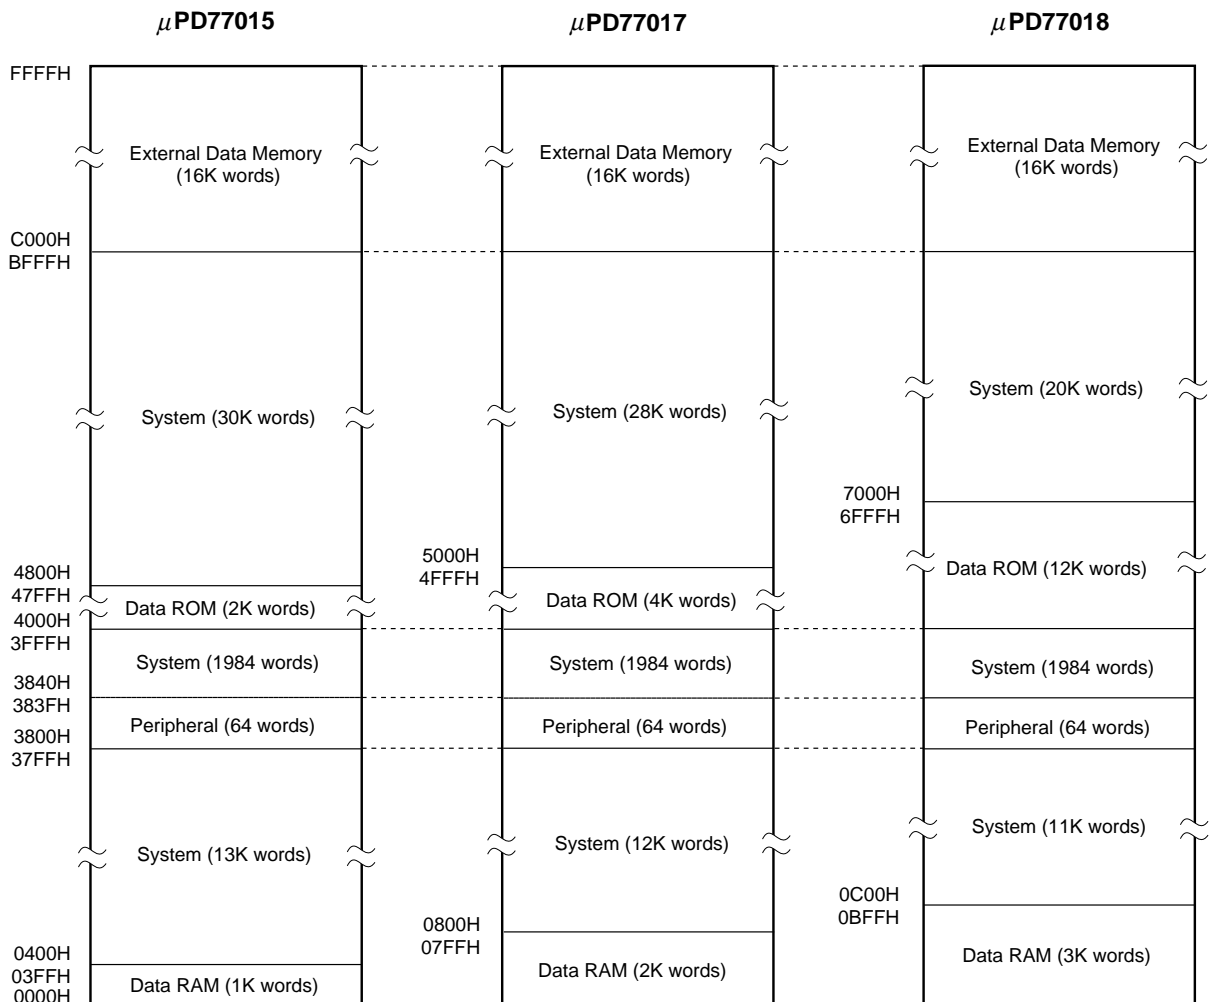 μPD77015
μPD77017
μPD77018
FFFFH
External Data Memory
(16K words)
External Data Memory
(16K words)
External Data Memory
(16K words)
C000H
BFFFH
System (30K words)
System (28K words)
System (20K words)
7000H
6FFFH
5000H
4FFFH
Data ROM (12K words)
4800H
47FFH
Data ROM (2K words)
Data ROM (4K words)
4000H
3FFFH
System (1984 words)
System (1984 words)
System (1984 words)
3840H
383FH
Peripheral (64 words)
Peripheral (64 words)
Peripheral (64 words)
3800H
37FFH
System (13K words)
System (12K words)
System (11K words)
0C00H
0BFFH
0800H
07FFH
0400H
03FFH
0000H
Data RAM (1K words)
Data RAM (2K words)
Data RAM (3K words)